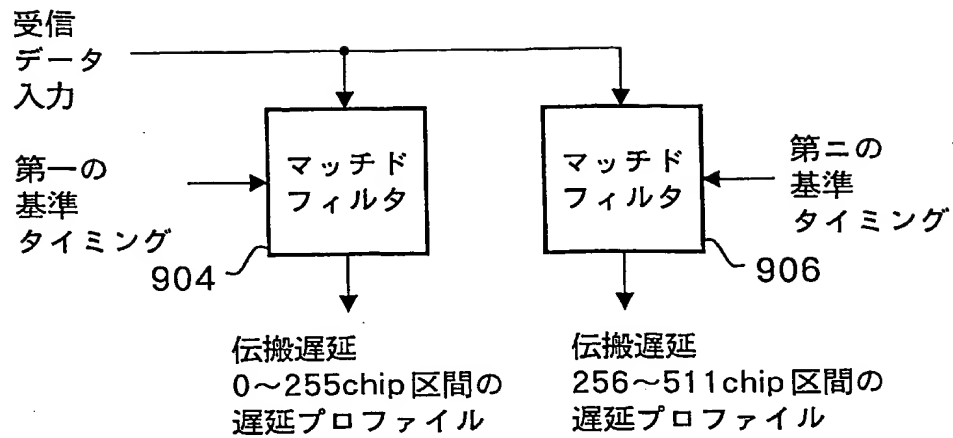 受信
データ
入力
第一の
基準
タイミング
マッチド
フィルタ
904
マッチド
フィルタ
906
第二の
基準
タイミング
伝搬遅延
0～255chip区間の
遅延プロファイル
伝搬遅延
256～511chip区間の
遅延プロファイル